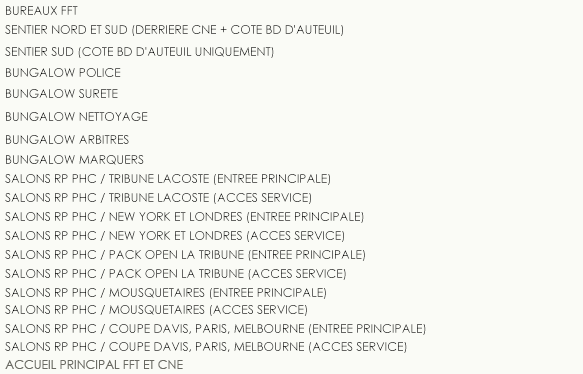 BUREAUX FFT
SENTIER NORD ET SUD (DERRIERE CNE + COTE BD D'AUTEUIL)
SENTIER SUD (COTE BD D'AUTEUIL UNIQUEMENT)
BUNGALOW POLICE
BUNGALOW SURETE
BUNGALOW NETTOYAGE
BUNGALOW ARBITRES
BUNGALOW MARQUERS
SALONS RP PHC / TRIBUNE LACOSTE (ENTREE PRINCIPALE)
SALONS RP PHC / TRIBUNE LACOSTE (ACCES SERVICE)
SALONS RP PHC / NEW YORK ET LONDRES (ENTREE PRINCIPALE)
SALONS RP PHC / NEW YORK ET LONDRES (ACCES SERVICE)
SALONS RP PHC / PACK OPEN LA TRIBUNE (ENTREE PRINCIPALE)
SALONS RP PHC / PACK OPEN LA TRIBUNE (ACCES SERVICE)
SALONS RP PHC / MOUSQUETAIRES (ENTREE PRINCIPALE)
SALONS RP PHC / MOUSQUETAIRES (ACCES SERVICE)
SALONS RP PHC / COUPE DAVIS, PARIS, MELBOURNE (ENTREE PRINCIPALE)
SALONS RP PHC / COUPE DAVIS, PARIS, MELBOURNE (ACCES SERVICE)
ACCUEIL PRINCIPAL FFT ET CNE